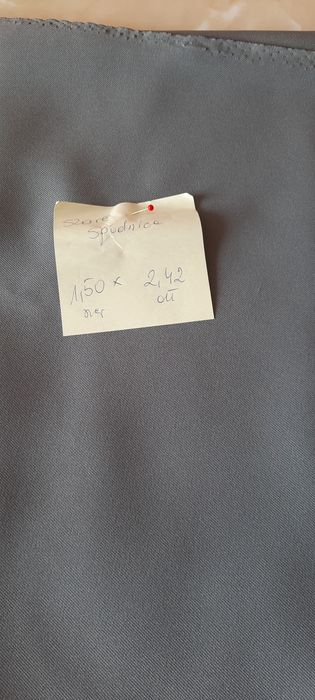 szare
spódnice
1,50 x 2,42
szer dł